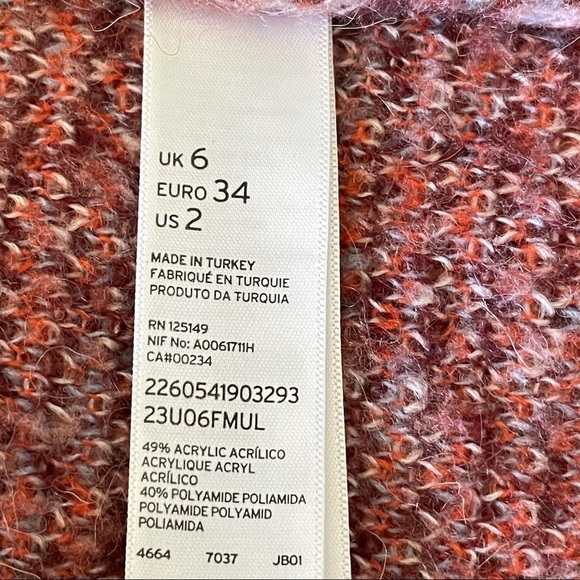 UK 6
EURO 34
US 2
MADE IN TURKEY
FABRIQUÉ EN TURQUIE
PRODUTO DA TURQUIA
RN 125149
NIF No: A0061711H
CA#00234
2260541903293
23U06FMUL
49% ACRYLIC ACRÍLICO
ACRYLIQUE ACRYL
ACRÍLICO
40% POLYAMIDE POLIAMIDA
POLYAMIDE POLYAMID
POLIAMIDA
4664 7037 JB01